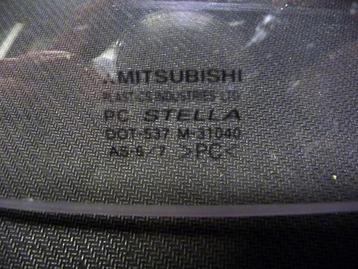 MITSUBISHI
PLASTICS INDUSTRIES LTD
PC STELLA
DOT-537 M-31040
AS-6/7 >PC<